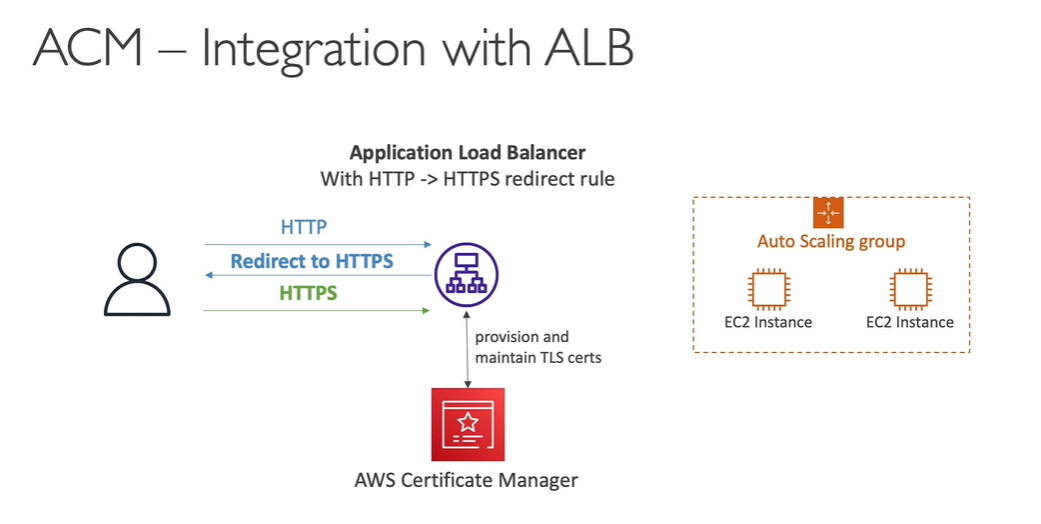 ACM – Integration with ALB
Application Load Balancer
With HTTP -> HTTPS redirect rule
HTTP
Redirect to HTTPS
HTTPS
provision and
maintain TLS certs
AWS Certificate Manager
Auto Scaling group
EC2 Instance
EC2 Instance